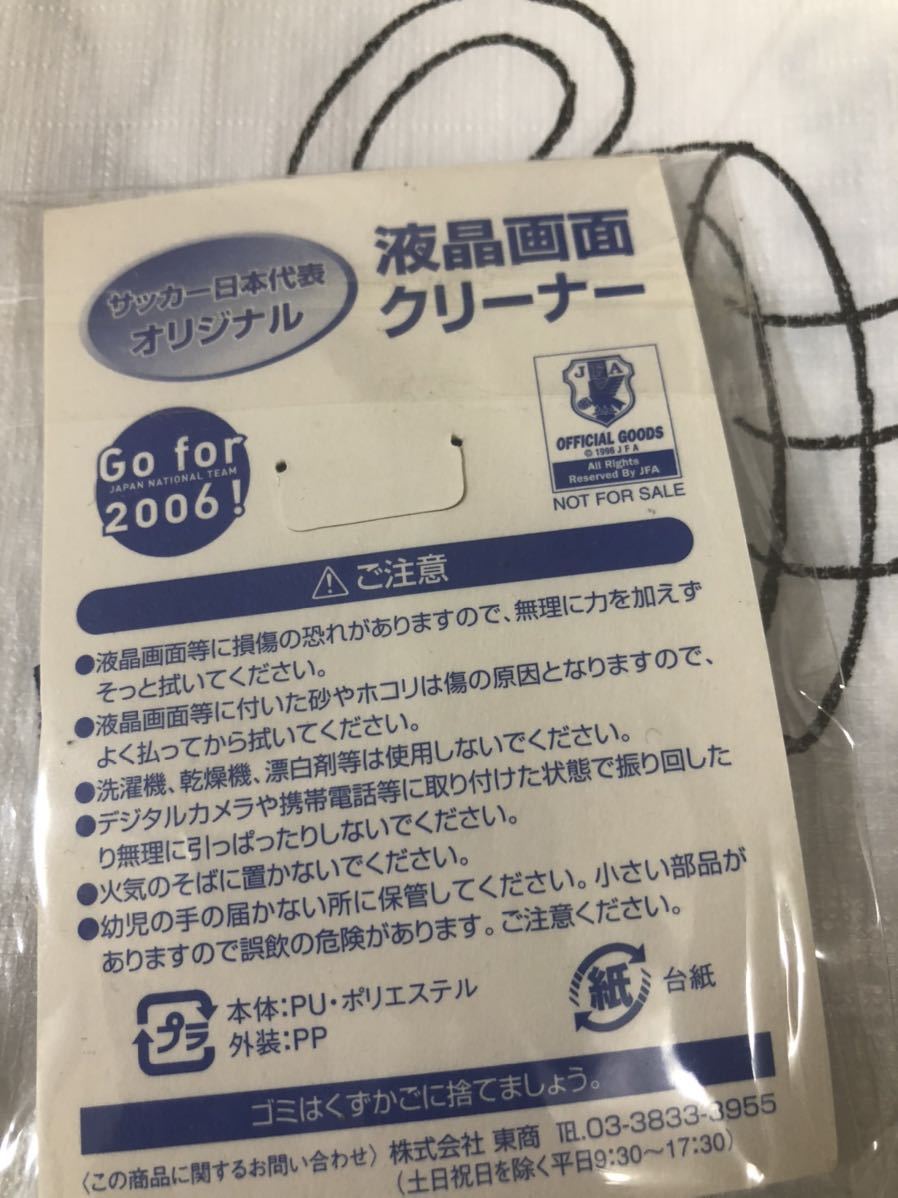 サッカー日本代表
オリジナル
液晶画面
クリーナー
Go for
JAPAN NATIONAL TEAM
2006!
JFA
OFFICIAL GOODS
© 1996 J F A
All Rights
Reserved By JFA
NOT FOR SALE
ご注意
●液晶画面等に損傷の恐れがありますので、無理に力を加えず
そっと拭いてください。
●液晶画面等に付いた砂やホコリは傷の原因となりますので、
よく払ってから拭いてください。
●洗濯機、乾燥機、漂白剤等は使用しないでください。
●デジタルカメラや携帯電話等に取り付けた状態で振り回した
り無理に引っぱったりしないでください。
●火気のそばに置かないでください。
●幼児の手の届かない所に保管してください。小さい部品が
ありますので誤飲の危険があります。ご注意ください。
プラ
本体:PU・ポリエステル
外装:PP
紙
台紙
ゴミはくずかごに捨てましょう。
〈この商品に関するお問い合わせ〉 株式会社 東商 TEL.03-3833-3955
(土日祝日を除く平日9:30〜17:30)